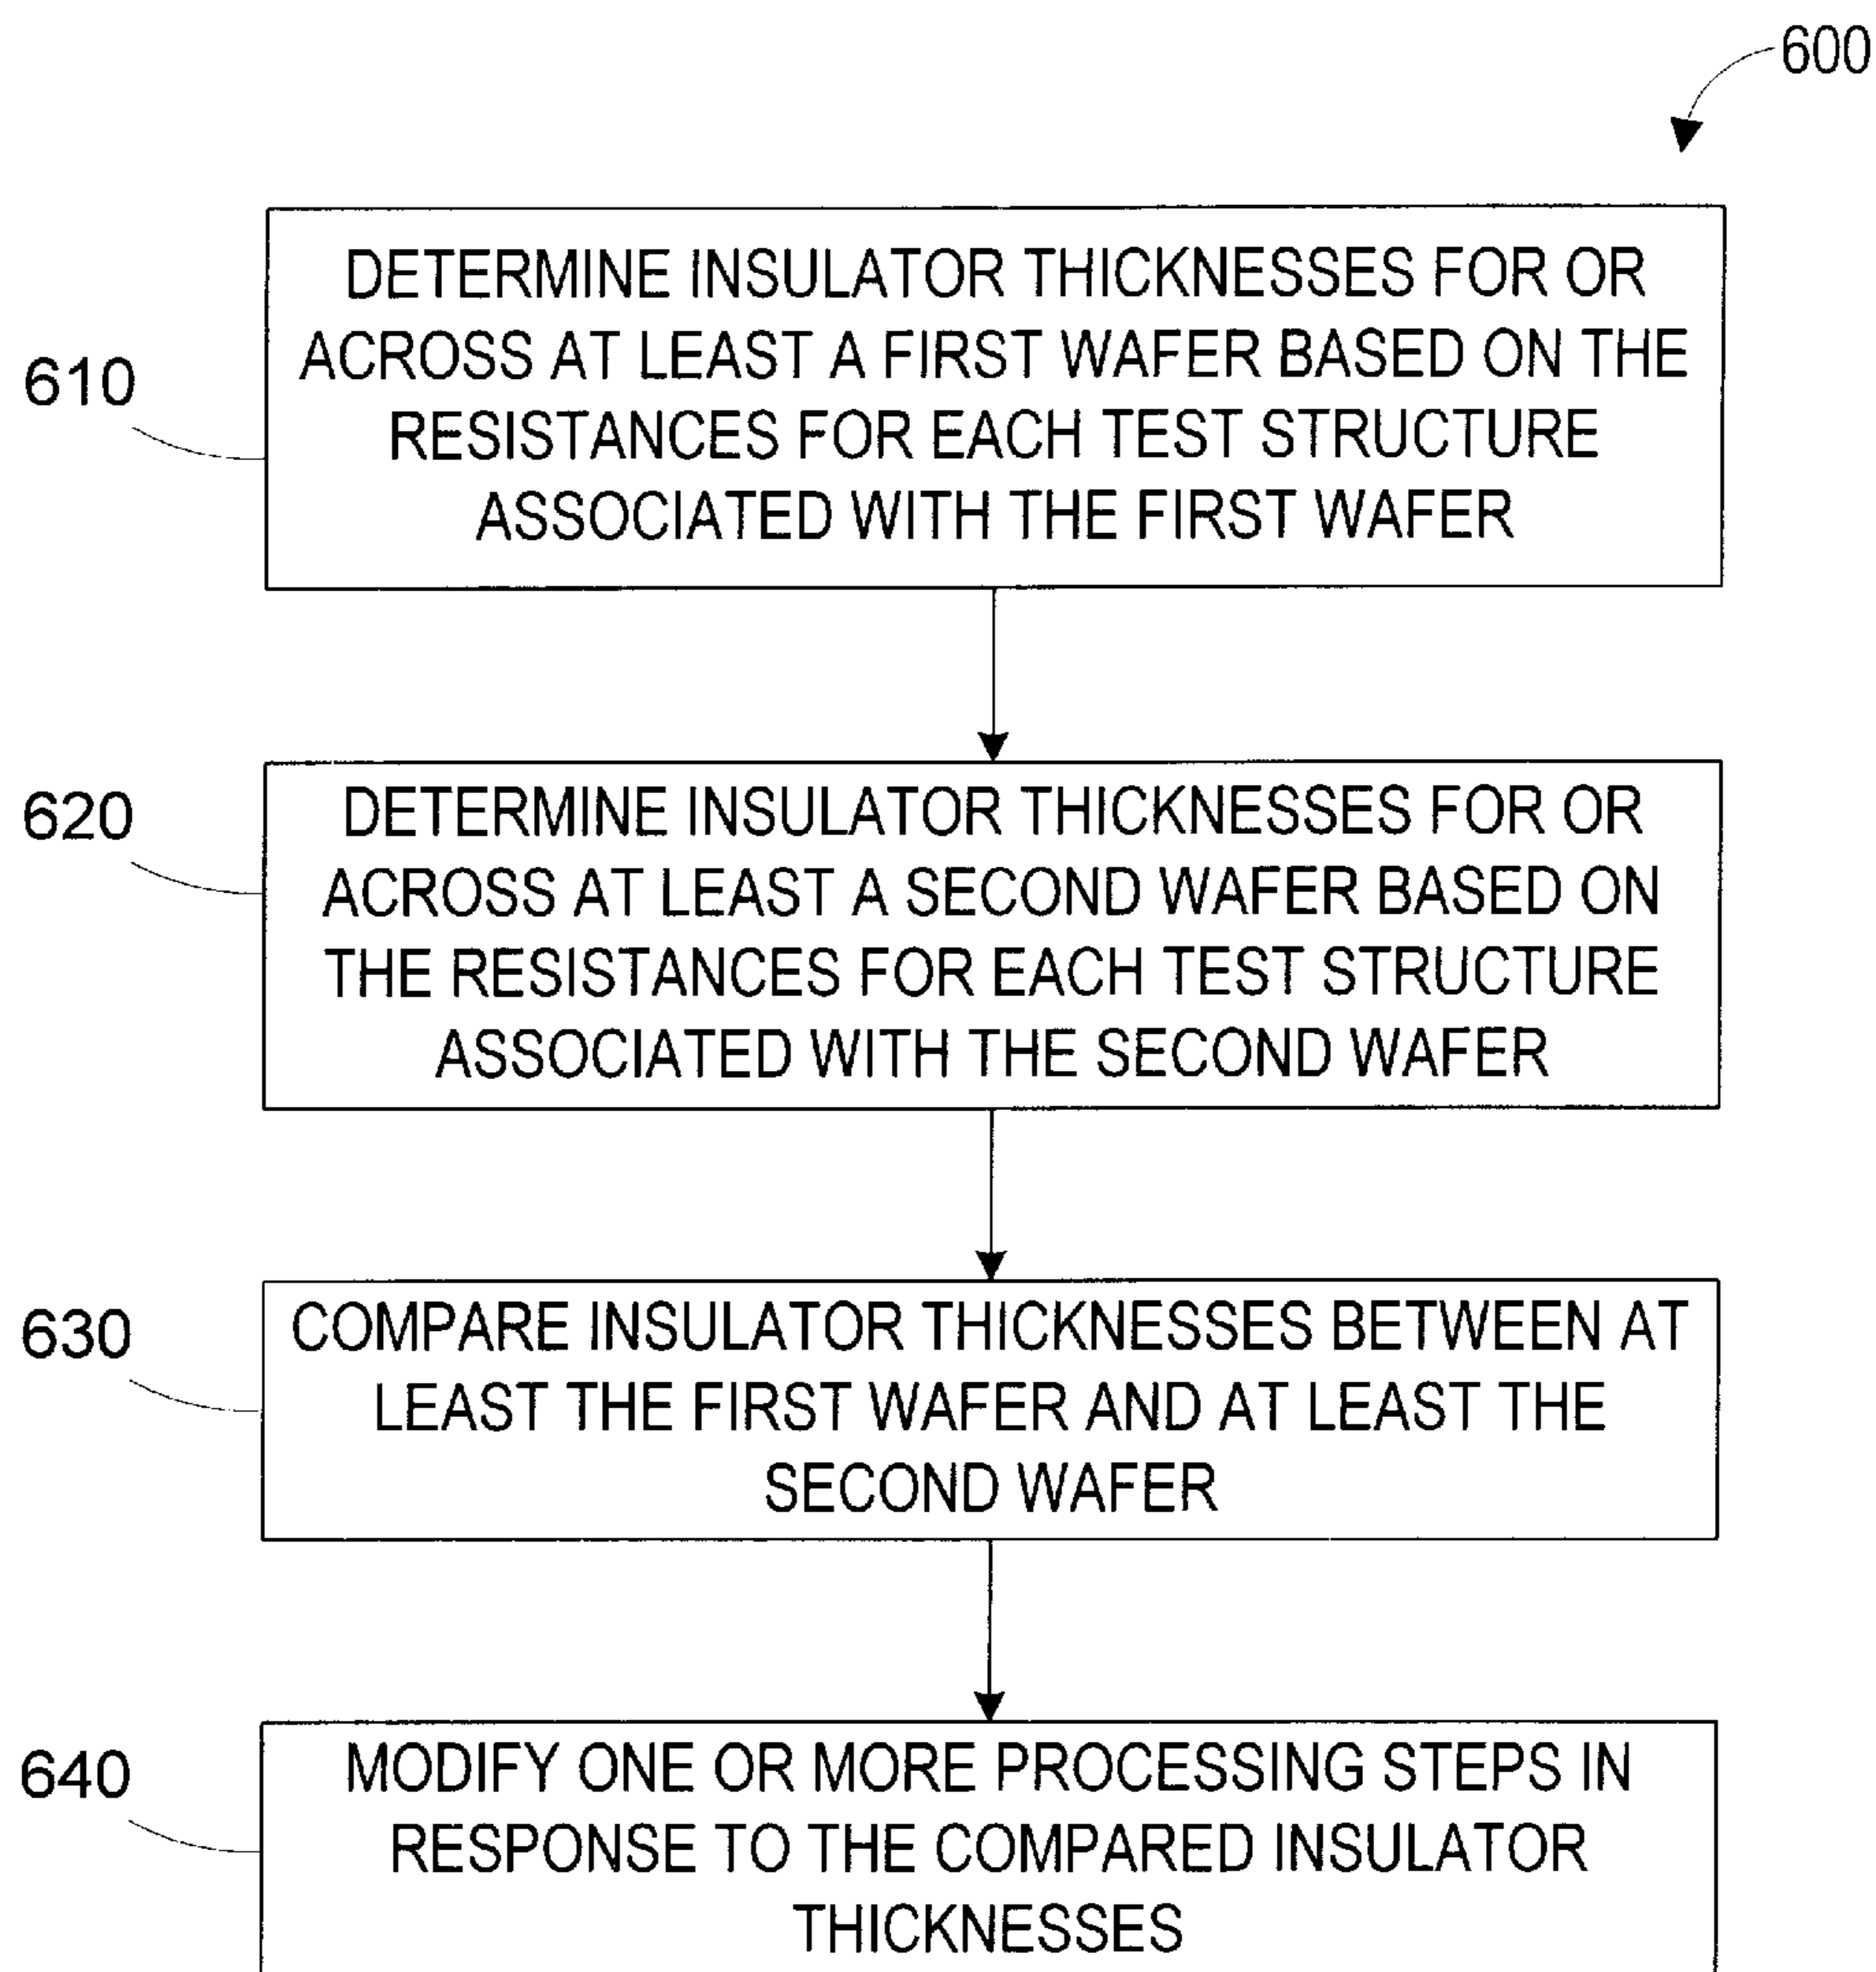 600
610
DETERMINE INSULATOR THICKNESSES FOR OR
ACROSS AT LEAST A FIRST WAFER BASED ON THE
RESISTANCES FOR EACH TEST STRUCTURE
ASSOCIATED WITH THE FIRST WAFER
620
DETERMINE INSULATOR THICKNESSES FOR OR
ACROSS AT LEAST A SECOND WAFER BASED ON
THE RESISTANCES FOR EACH TEST STRUCTURE
ASSOCIATED WITH THE SECOND WAFER
630
COMPARE INSULATOR THICKNESSES BETWEEN AT
LEAST THE FIRST WAFER AND AT LEAST THE
SECOND WAFER
640
MODIFY ONE OR MORE PROCESSING STEPS IN
RESPONSE TO THE COMPARED INSULATOR
THICKNESSES